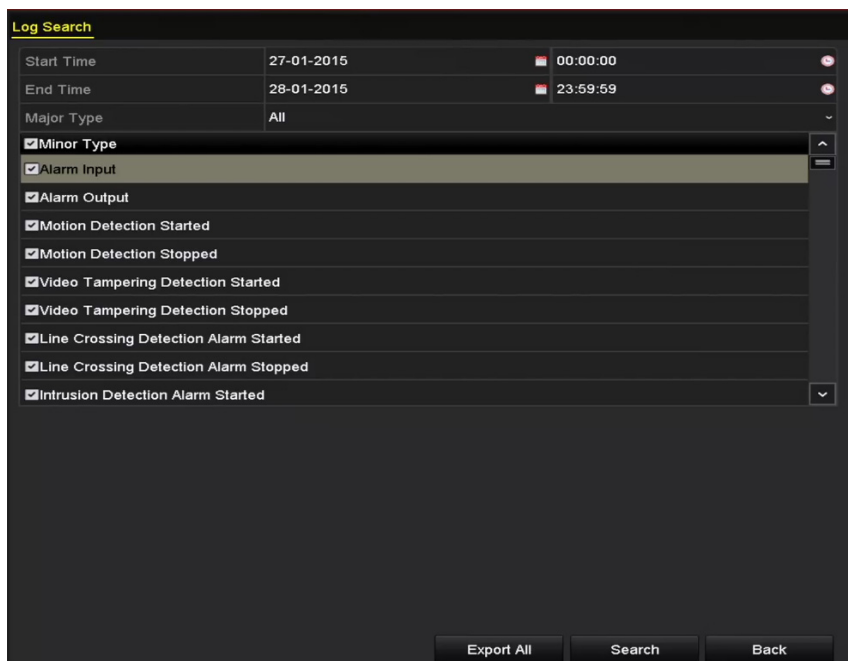 Log Search
Start Time 27-01-2015 00:00:00
End Time 28-01-2015 23:59:59
Major Type All
Minor Type
Alarm Input
Alarm Output
Motion Detection Started
Motion Detection Stopped
Video Tampering Detection Started
Video Tampering Detection Stopped
Line Crossing Detection Alarm Started
Line Crossing Detection Alarm Stopped
Intrusion Detection Alarm Started
Export All Search Back